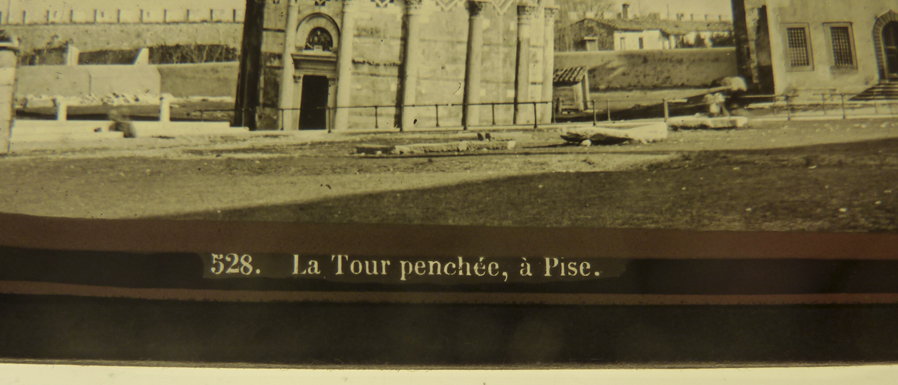 528. La Tour penchée, à Pise.